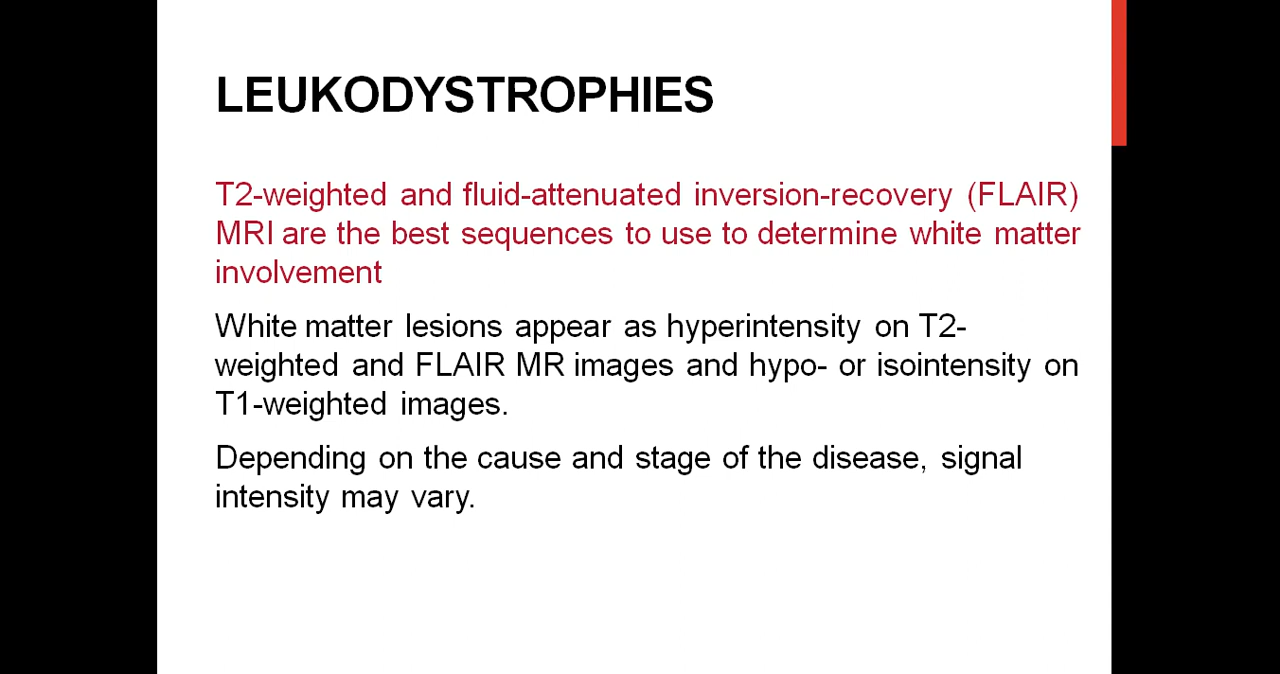 LEUKODYSTROPHIES
T2-weighted and fluid-attenuated inversion-recovery (FLAIR)
MRI are the best sequences to use to determine white matter
involvement
White matter lesions appear as hyperintensity on T2-
weighted and FLAIR MR images and hypo- or isointensity on
T1-weighted images.
Depending on the cause and stage of the disease, signal
intensity may vary.